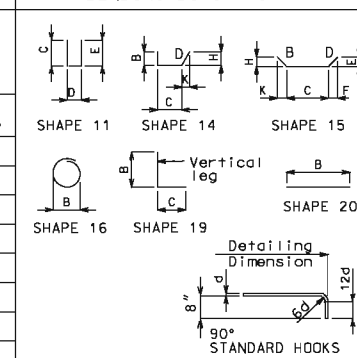 C E D
B D H K C
H B D E K C F
SHAPE 11 SHAPE 14 SHAPE 15
B
B C Vertical leg
B
SHAPE 16 SHAPE 19 SHAPE 20
Detailing
Dimension
d
8"
6d
12d
90°
STANDARD HOOKS